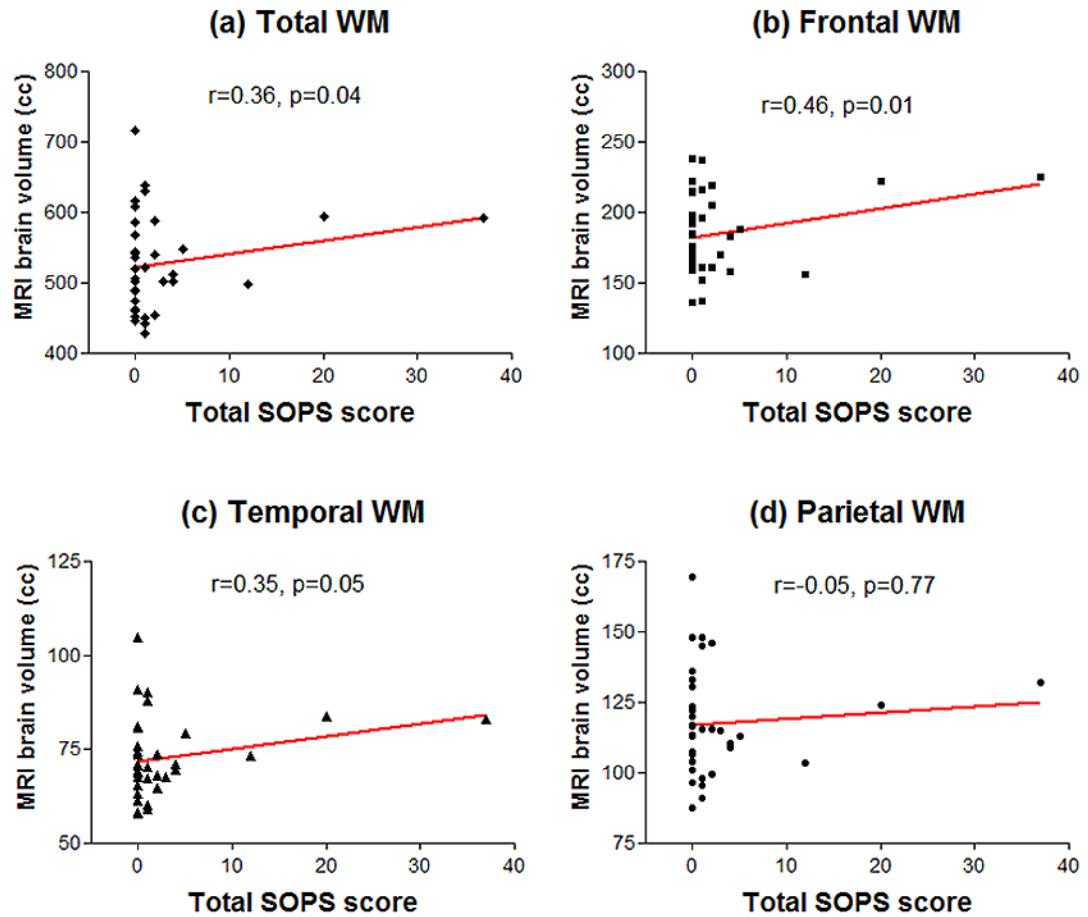 (a) Total WM
MRI brain volume (cc)
800
700
600
500
400
r=0.36, p=0.04
0 10 20 30 40
Total SOPS score
(b) Frontal WM
MRI brain volume (cc)
300
250
200
150
100
r=0.46, p=0.01
0 10 20 30 40
Total SOPS score
(c) Temporal WM
MRI brain volume (cc)
125
100
75
50
r=0.35, p=0.05
0 10 20 30 40
Total SOPS score
(d) Parietal WM
MRI brain volume (cc)
175
150
125
100
75
r=-0.05, p=0.77
0 10 20 30 40
Total SOPS score